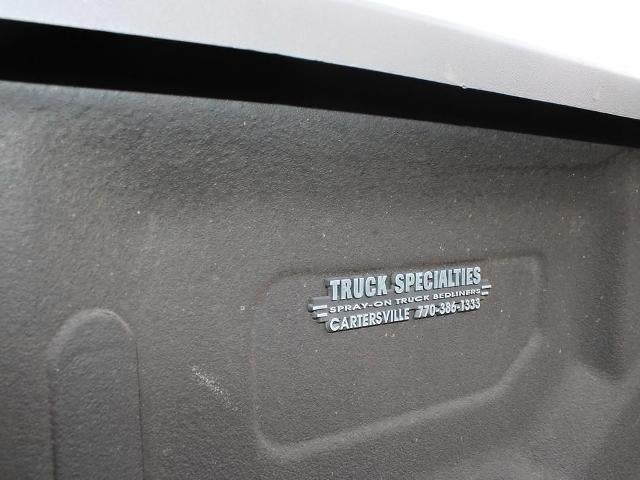 TRUCK SPECIALTIES
SPRAY-ON TRUCK BEDLINERS
CARTERSVILLE 770-386-1333